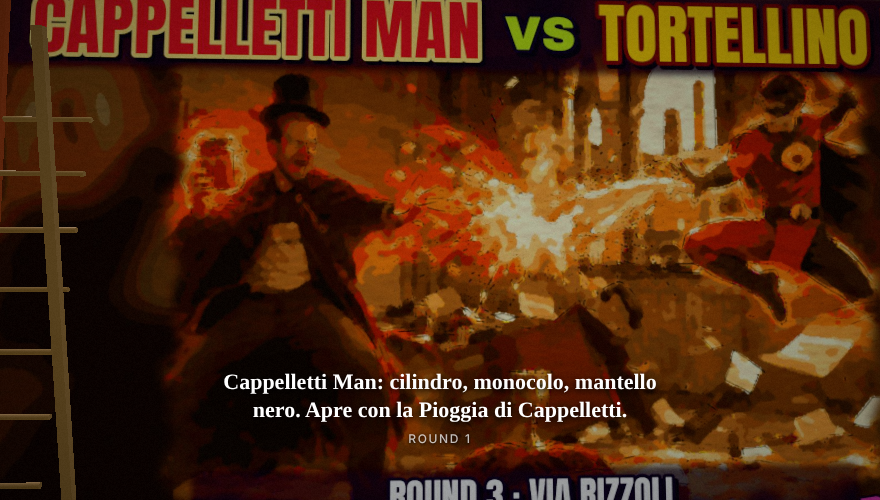 CAPPELLETTI MAN VS TORTELLINO
Cappelletti Man: cilindro, monocolo, mantello
nero. Apre con la Pioggia di Cappelletti.
ROUND 1
ROUND 3 · VIA RIZZOLI